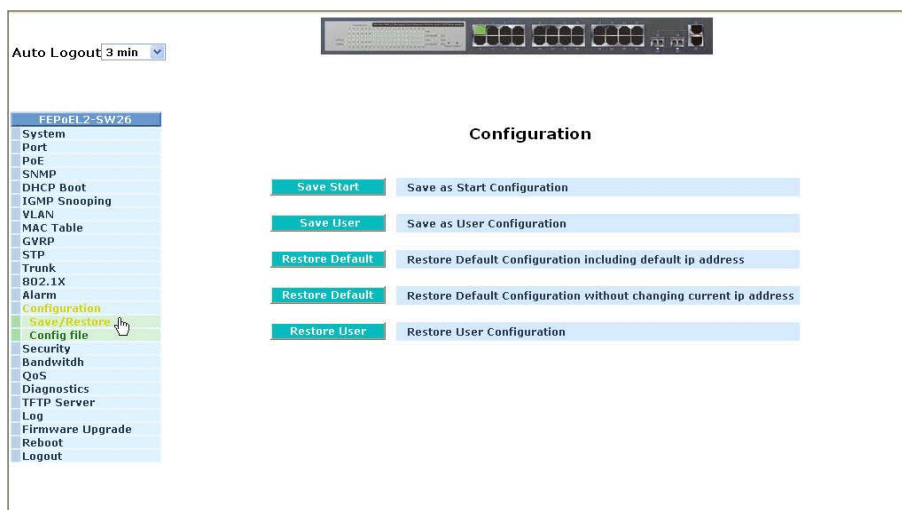 Auto Logout 3 min
FEPoEL2-SW26
System
Port
PoE
SNMP
DHCP Boot
IGMP Snooping
VLAN
MAC Table
GVRP
STP
Trunk
802.1X
Alarm
Configuration
Save/Restore
Config file
Security
Bandwitdh
QoS
Diagnostics
TFTP Server
Log
Firmware Upgrade
Reboot
Logout
Configuration
Save Start Save as Start Configuration
Save User Save as User Configuration
Restore Default Restore Default Configuration including default ip address
Restore Default Restore Default Configuration without changing current ip address
Restore User Restore User Configuration